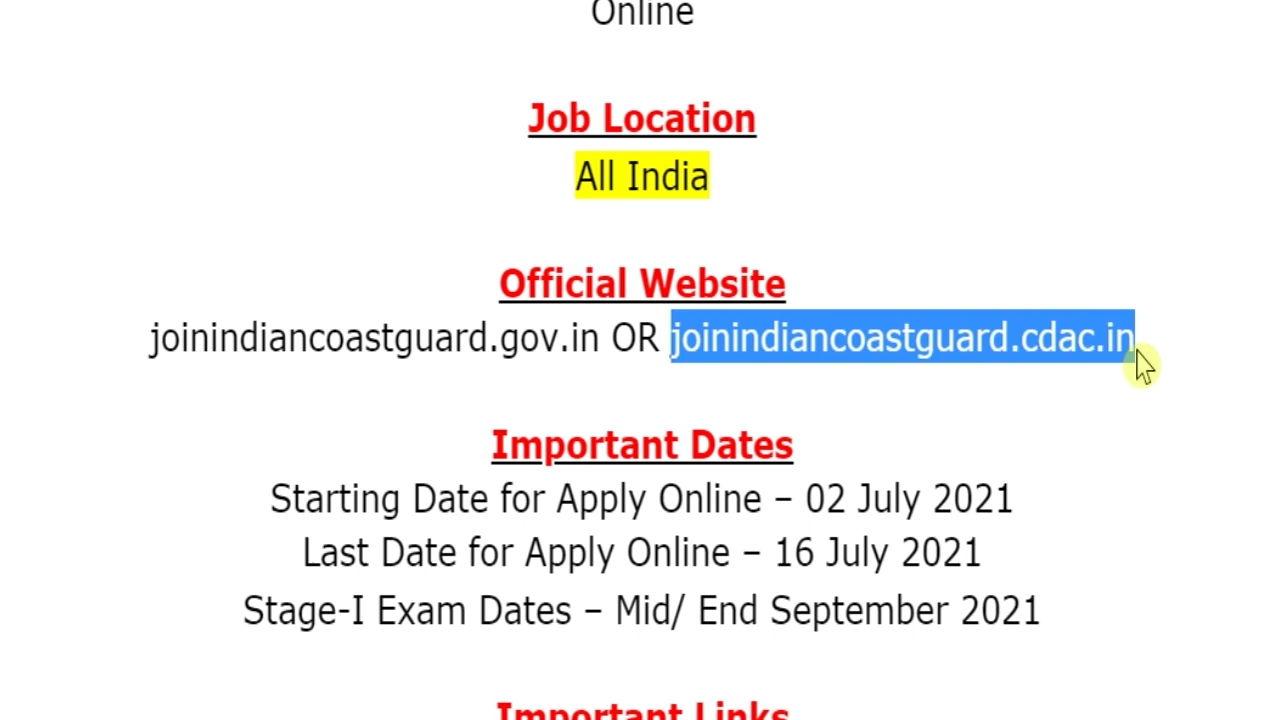 Online
Job Location
All India
Official Website
joinindiancoastguard.gov.in OR joinindiancoastguard.cdac.in
Important Dates
Starting Date for Apply Online – 02 July 2021
Last Date for Apply Online – 16 July 2021
Stage-I Exam Dates – Mid/ End September 2021
Important Links